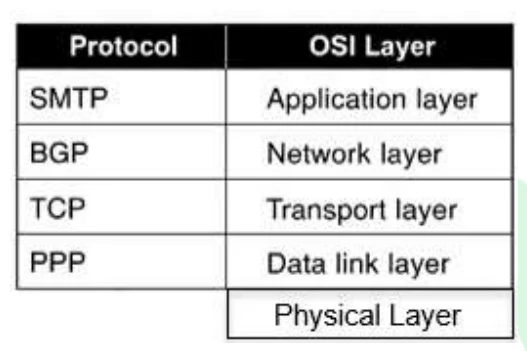 Protocol OSI Layer
SMTP Application layer
BGP Network layer
TCP Transport layer
PPP Data link layer
Physical Layer